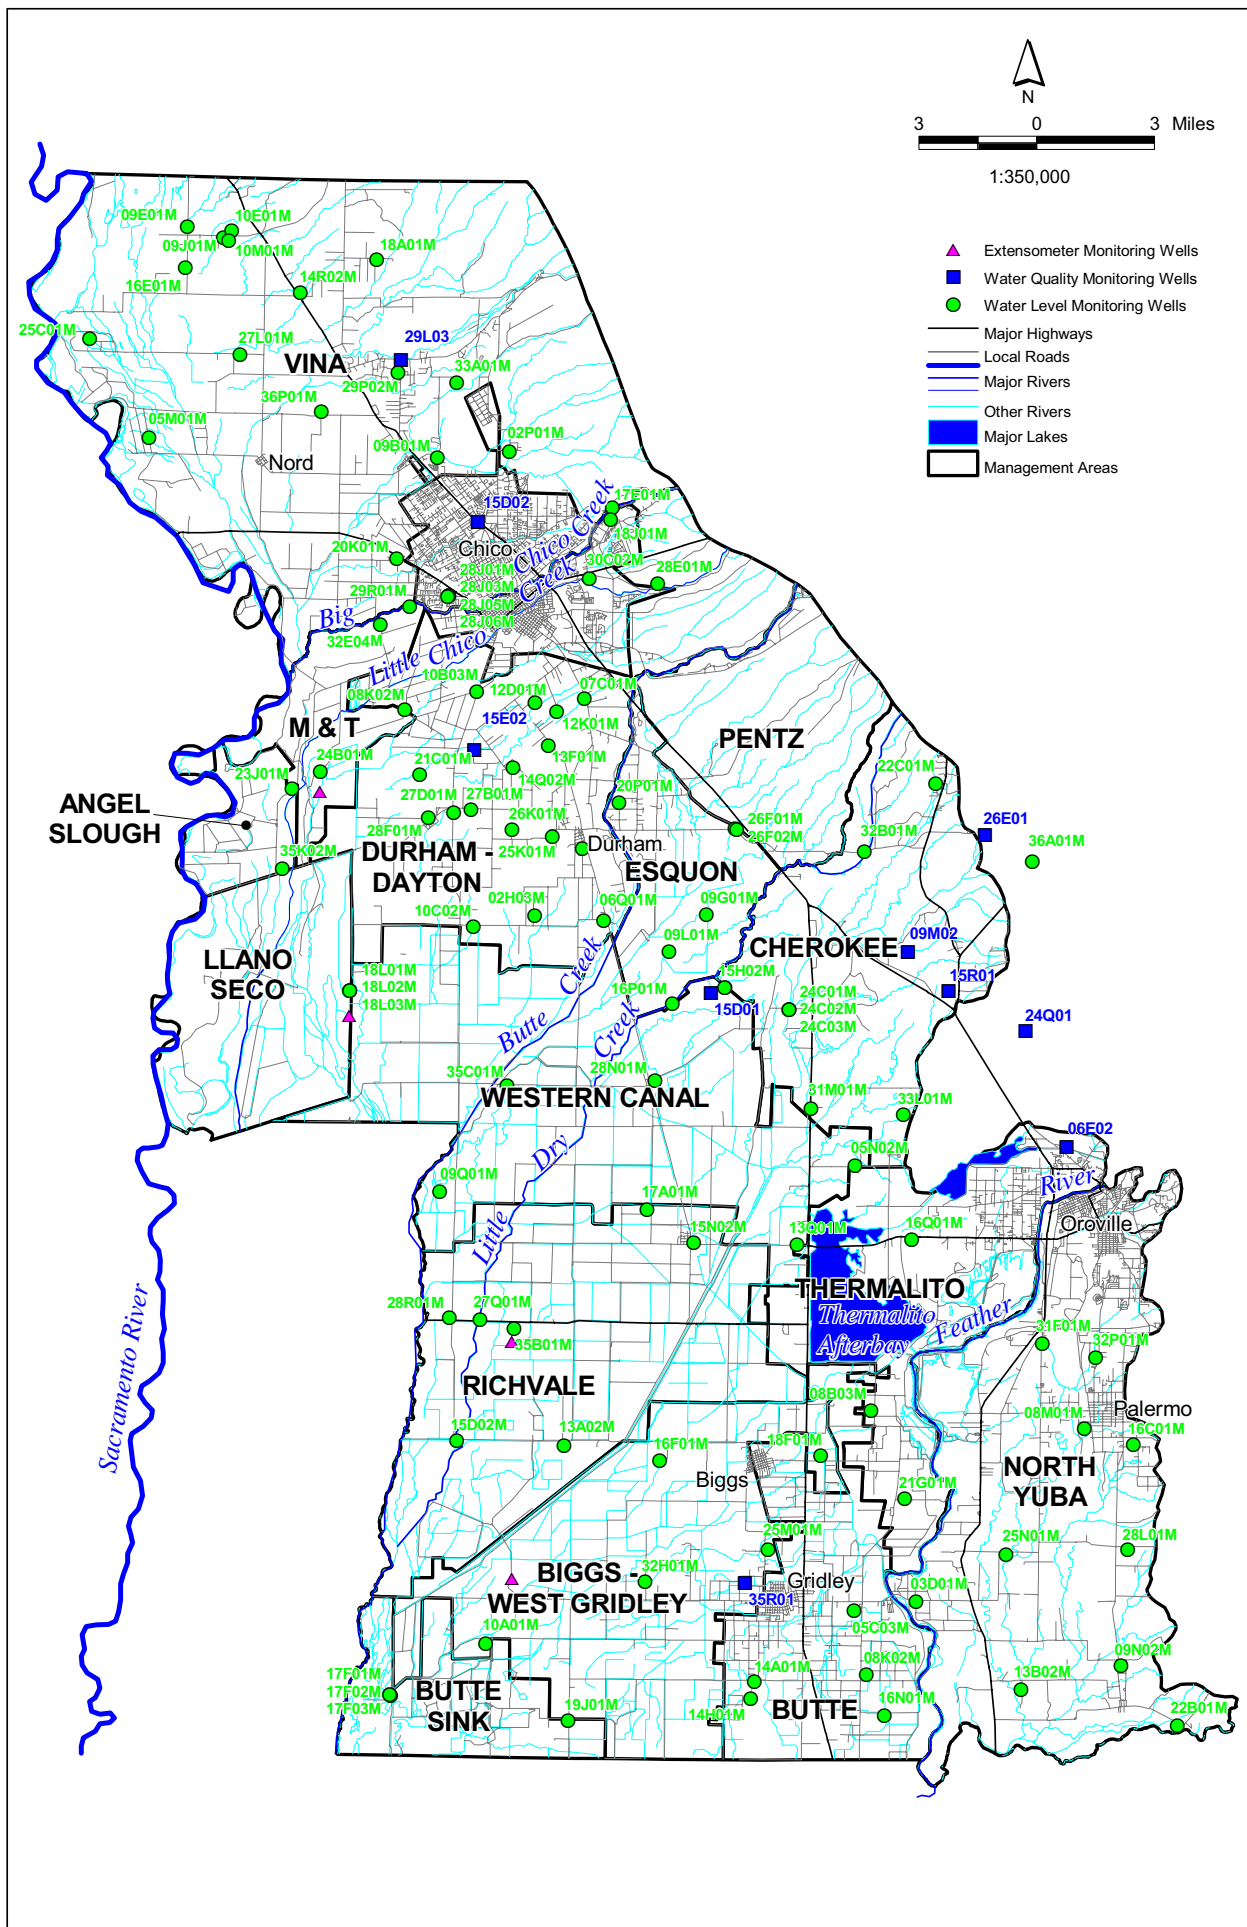 N
3 0 3 Miles
1:350,000
Extensometer Monitoring Wells
Water Quality Monitoring Wells
Water Level Monitoring Wells
Major Highways
Local Roads
Major Rivers
Other Rivers
Major Lakes
Management Areas
09E01M
10E01M
09J01M
10M01M
18A01M
16E01M
14R02M
25C01M
27L01M
VINA
29L03
33A01M
29P02M
36P01M
05M01M
09B01M
02P01M
Nord
17E01M
15D02
18J01M
Chico
Chico Creek
20K01M
28J01M
28J03M
28J05M
28J06M
30C02M
28E01M
Creek
29R01M
Big
32E04M
Little Chico
10B03M
12D01M
07C01M
08K02M
12K01M
M & T
15E02
PENTZ
13F01M
24B01M
21C01M
14Q02M
23J01M
22C01M
ANGEL
SLOUGH
27D01M
27B01M
20P01M
28F01M
26K01M
26F01M
26F02M
32B01M
26E01
25K01M
Durham
36A01M
35K02M
DURHAM -
DAYTON
ESQUON
02H03M
06Q01M
09G01M
10C02M
09L01M
CHEROKEE
09M02
LLANO
SECO
18L01M
18L02M
18L03M
Creek
15H02M
15R01
16P01M
15D01
24C01M
24C02M
24C03M
24Q01
Butte
Creek
35C01M
28N01M
WESTERN CANAL
31M01M
33L01M
06E02
Dry
05N02M
09Q01M
River
17A01M
Little
15N02M
13Q01M
16Q01M
Oroville
THERMALITO
Thermalito
Afterbay
Feather
Sacramento River
28R01M
27Q01M
35B01M
31F01M
32P01M
RICHVALE
08B03M
Palermo
08M01M
15D02M
13A02M
16F01M
18F01M
16C01M
Biggs
NORTH
YUBA
21G01M
25M01M
25N01M
28L01M
32H01M
BIGGS -
WEST GRIDLEY
35R01
Gridley
03D01M
05C03M
10A01M
09N02M
17F01M
17F02M
17F03M
BUTTE
SINK
14A01M
08K02M
13B02M
14H01M
BUTTE
16N01M
19J01M
22B01M